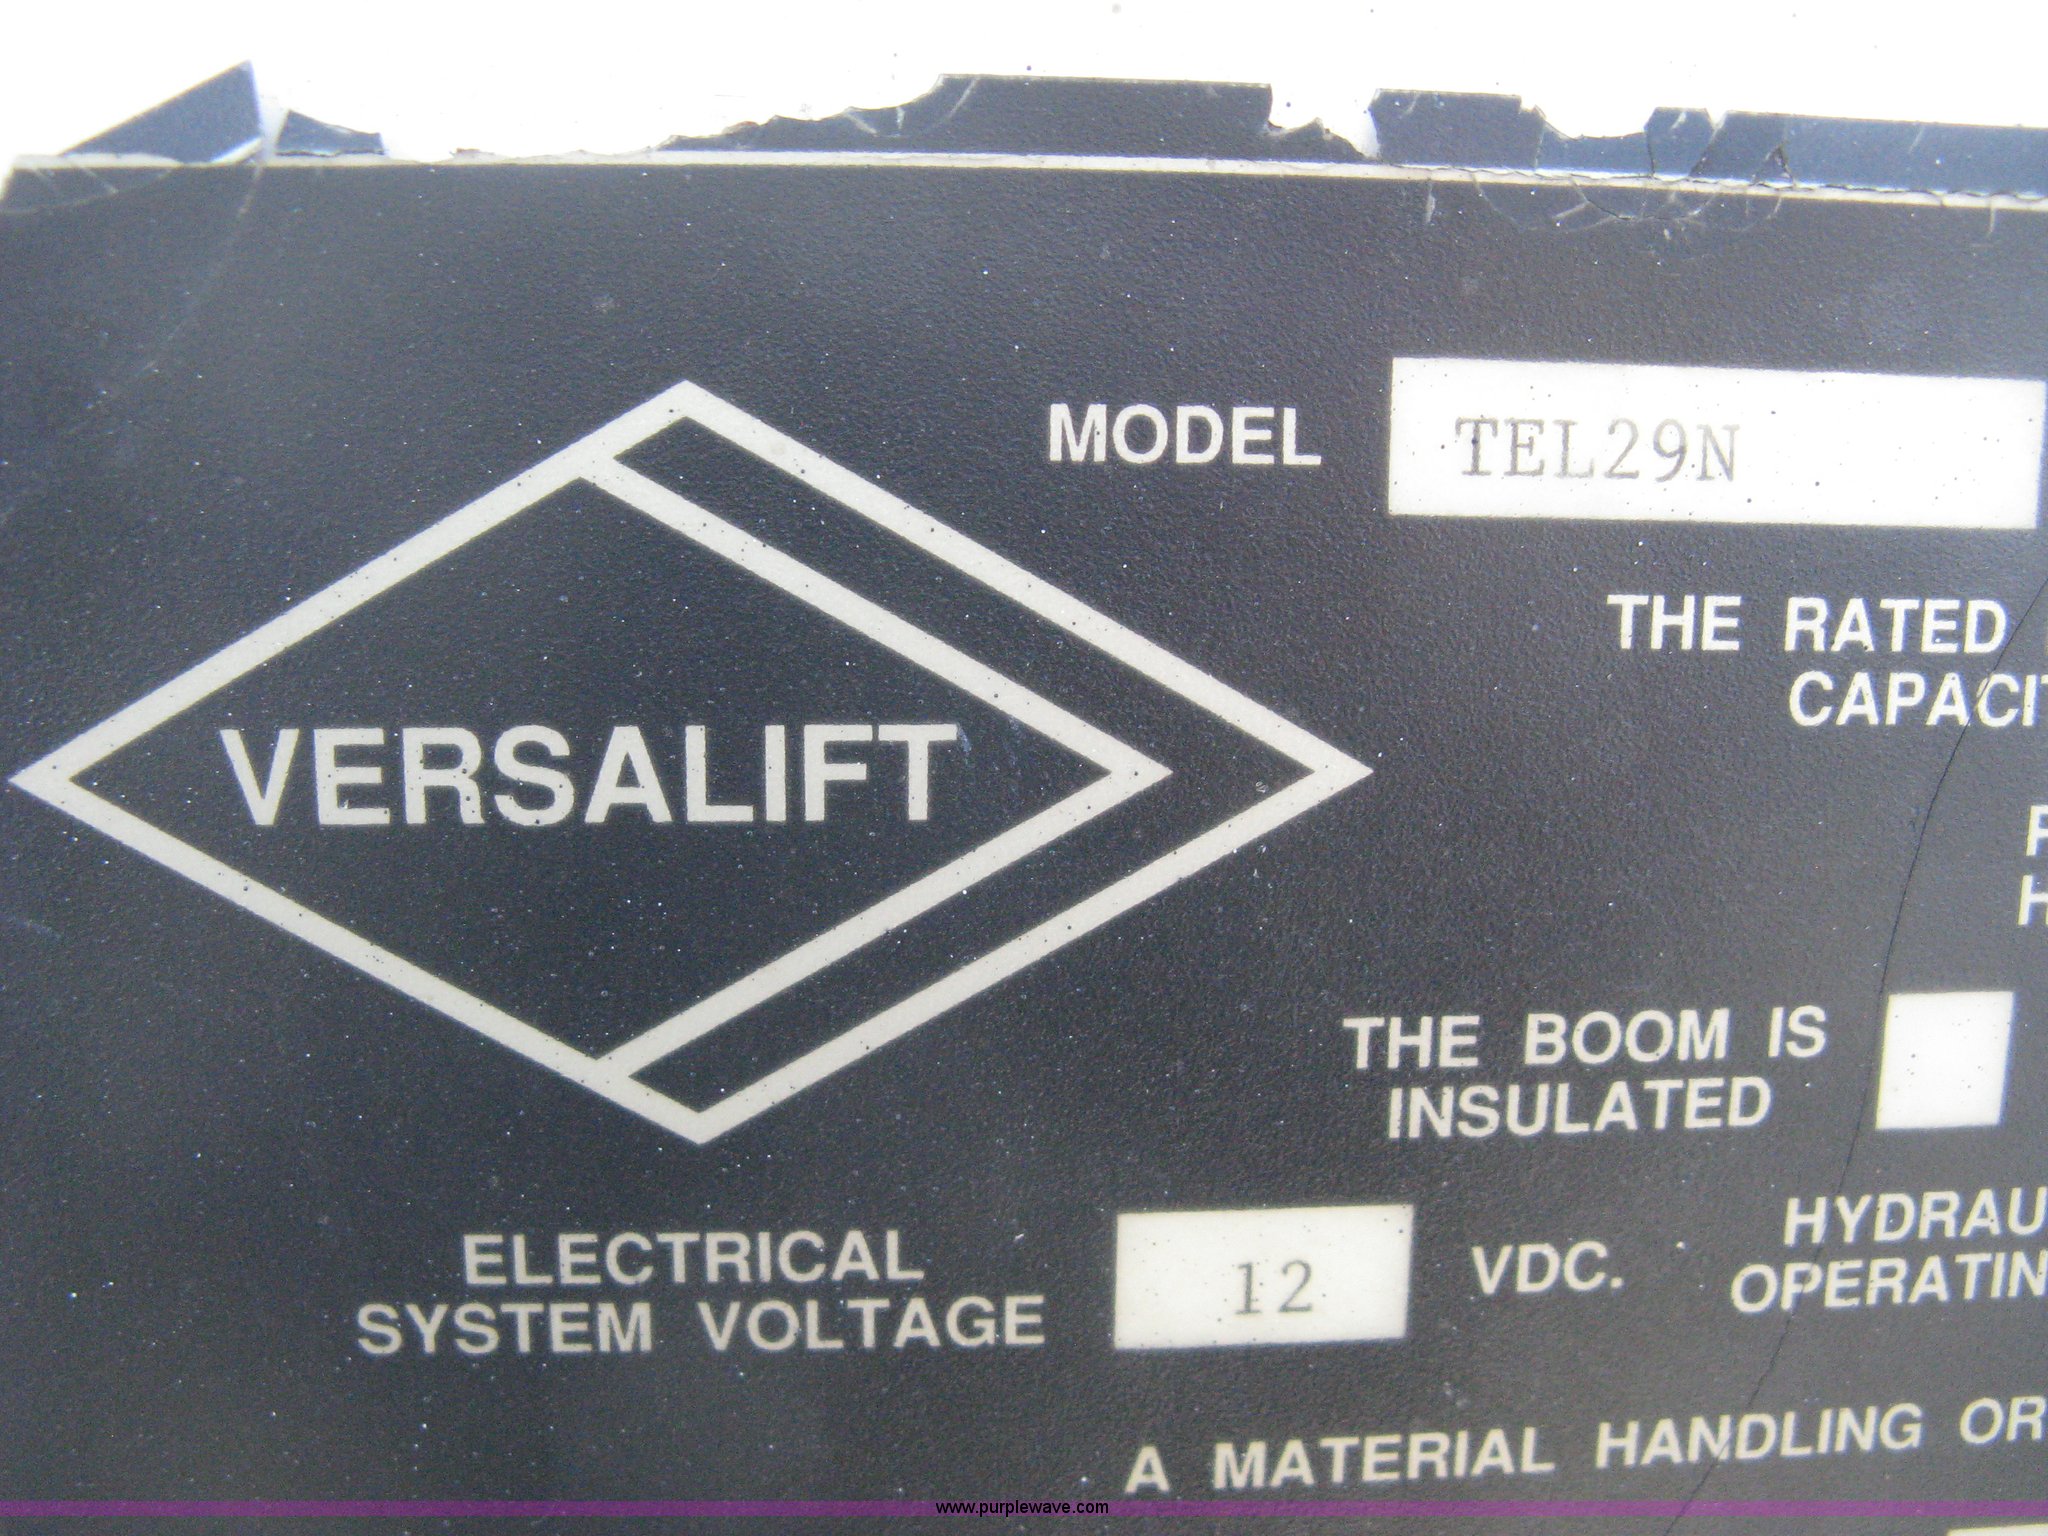 MODEL TEL29N
THE RATED
CAPACIT
VERSALIFT
THE BOOM IS
INSULATED
ELECTRICAL
SYSTEM VOLTAGE 12 VDC.
HYDRAU
OPERATIN
A MATERIAL HANDLING OR
www.purplewave.com